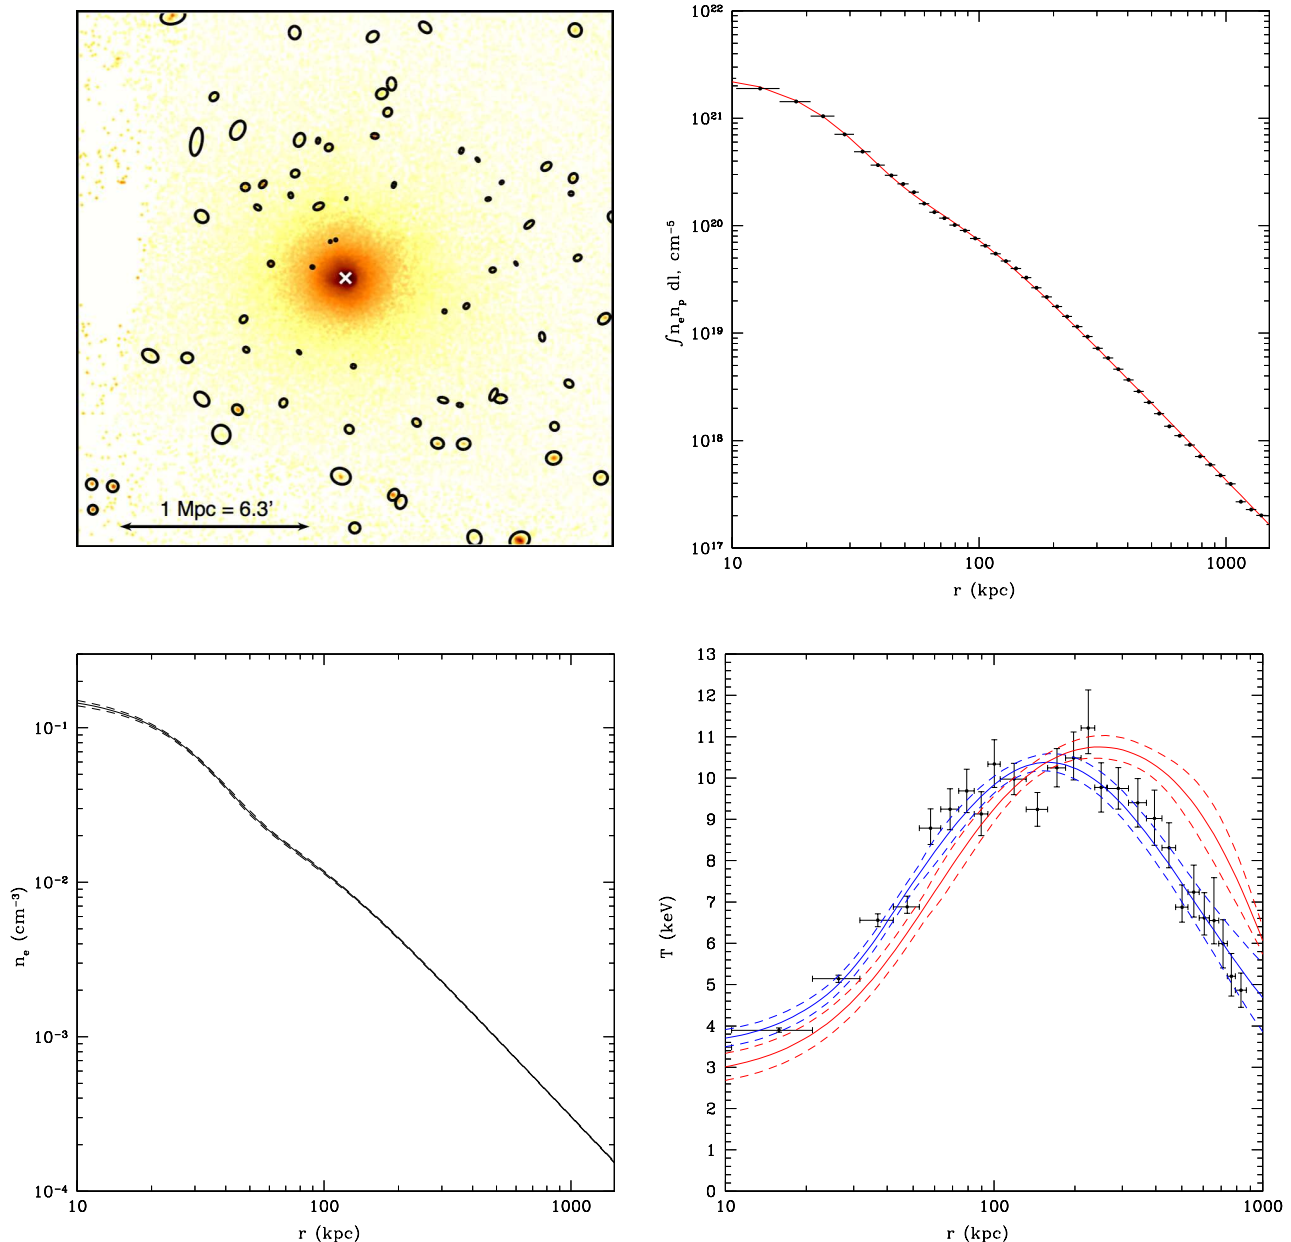 1 Mpc = 6.3'
10²²
10²¹
10²⁰
10¹⁹
10¹⁸
10¹⁷
∫nₑnₚ dl, cm⁻⁵
10 100 1000
r (kpc)
10⁻¹
10⁻²
10⁻³
10⁻⁴
nₑ (cm⁻³)
10 100 1000
r (kpc)
13
12
11
10
9
8
7
6
5
4
3
2
1
0
T (keV)
10 100 1000
r (kpc)